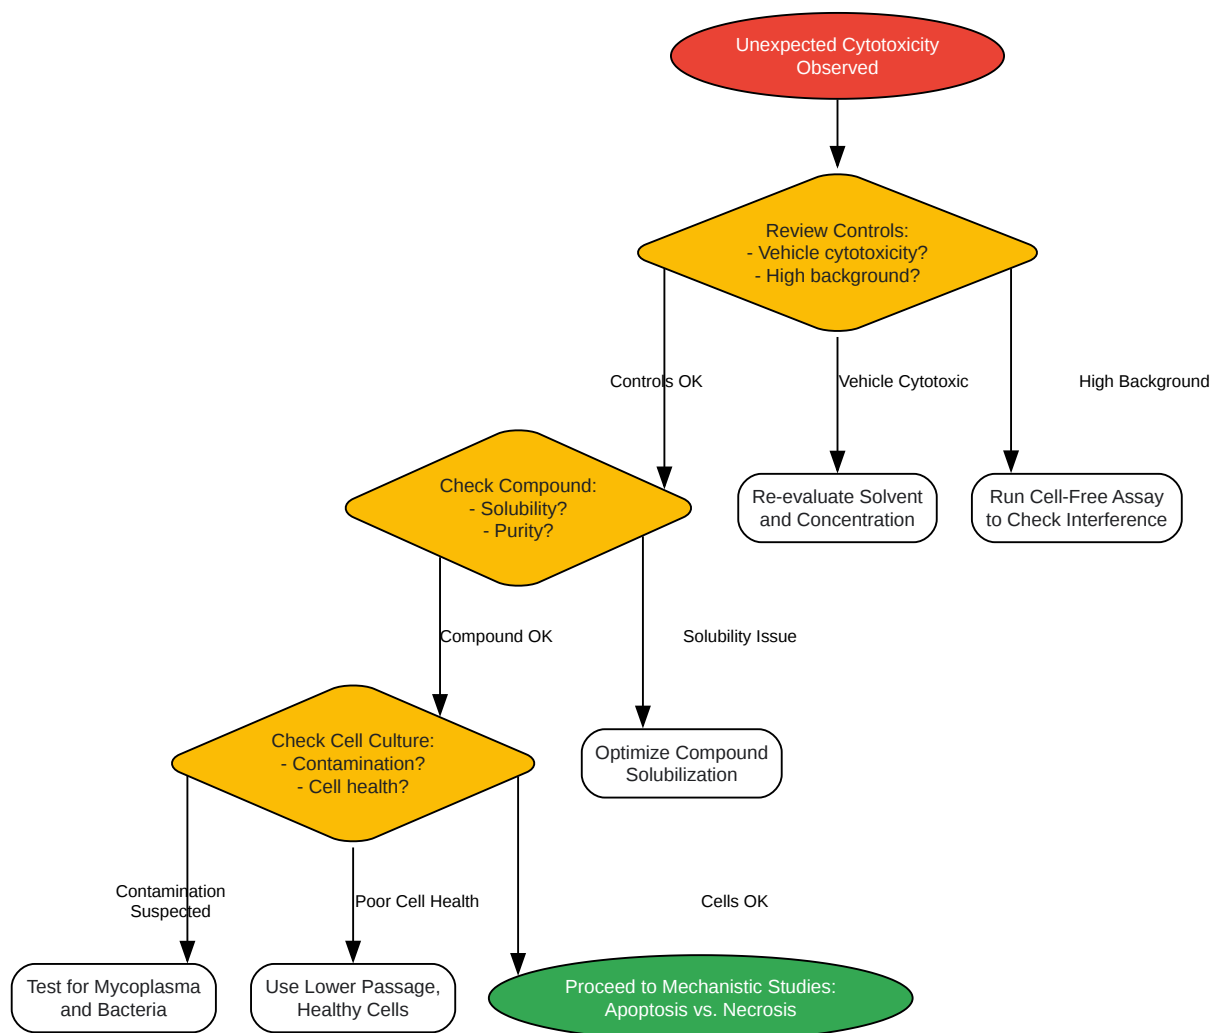 Unexpected Cytotoxicity
Observed
Review Controls:
- Vehicle cytotoxicity?
- High background?
Controls OK
Vehicle Cytotoxic
High Background
Check Compound:
- Solubility?
- Purity?
Re-evaluate Solvent
and Concentration
Run Cell-Free Assay
to Check Interference
Compound OK
Solubility Issue
Check Cell Culture:
- Contamination?
- Cell health?
Optimize Compound
Solubilization
Contamination
Suspected
Poor Cell Health
Cells OK
Test for Mycoplasma
and Bacteria
Use Lower Passage,
Healthy Cells
Proceed to Mechanistic Studies:
Apoptosis vs. Necrosis